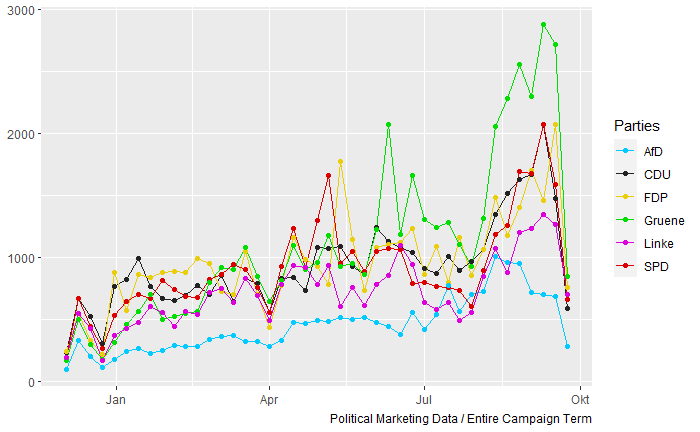 3000
2000
1000
0
Jan
Apr
Jul
Okt
Political Marketing Data / Entire Campaign Term
Parties
AfD
CDU
FDP
Gruene
Linke
SPD